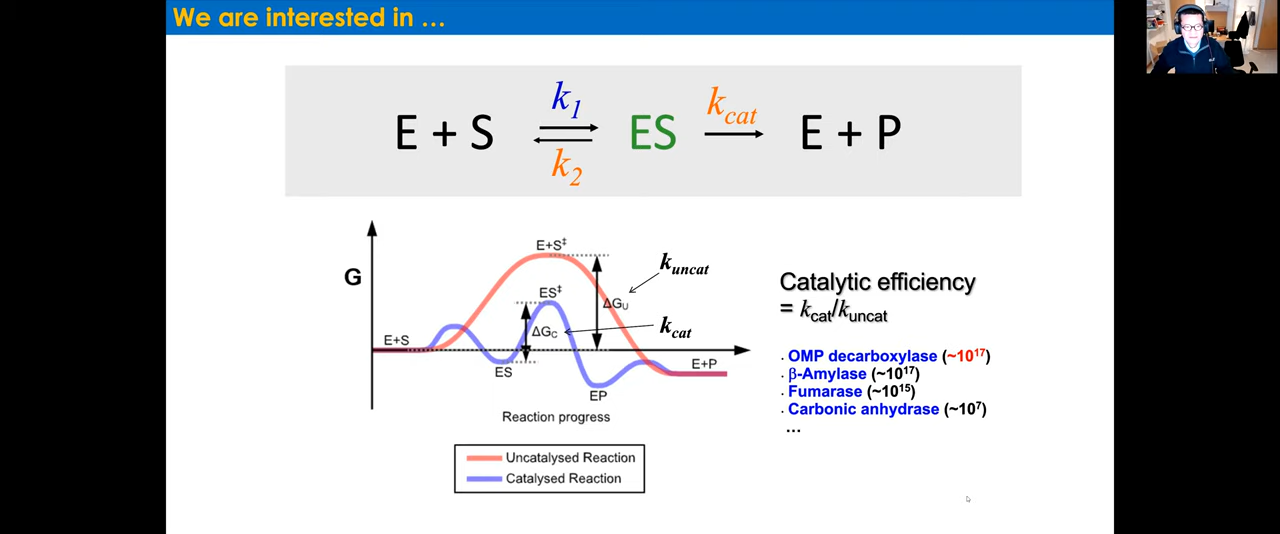 We are interested in …
E + S k1 k2 ES kcat E + P
G
E+S‡
kuncat
ES‡
ΔGU
ΔGC
kcat
E+S
ES
EP
E+P
Reaction progress
Uncatalysed Reaction
Catalysed Reaction
Catalytic efficiency
= kcat/kuncat
. OMP decarboxylase (~10¹⁷)
. β-Amylase (~10¹⁷)
. Fumarase (~10¹⁵)
. Carbonic anhydrase (~10⁷)
...